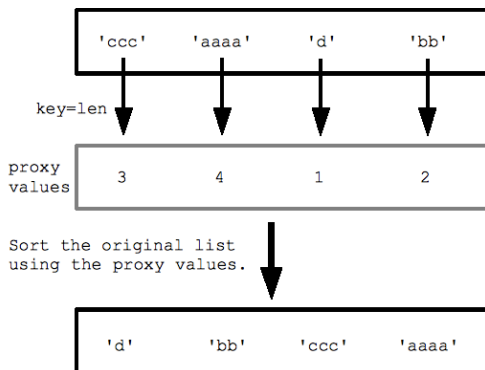 'ccc' 'aaaa' 'd' 'bb'
key=len
proxy
values
3 4 1 2
Sort the original list
using the proxy values.
'd' 'bb' 'ccc' 'aaaa'